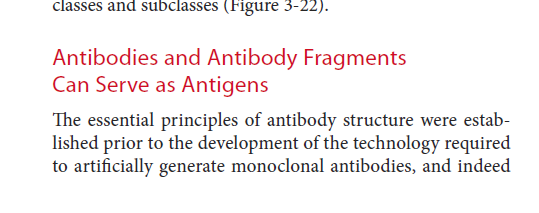 classes and subclasses (Figure 3-22).
Antibodies and Antibody Fragments
Can Serve as Antigens
The essential principles of antibody structure were estab-
lished prior to the development of the technology required
to artificially generate monoclonal antibodies, and indeed